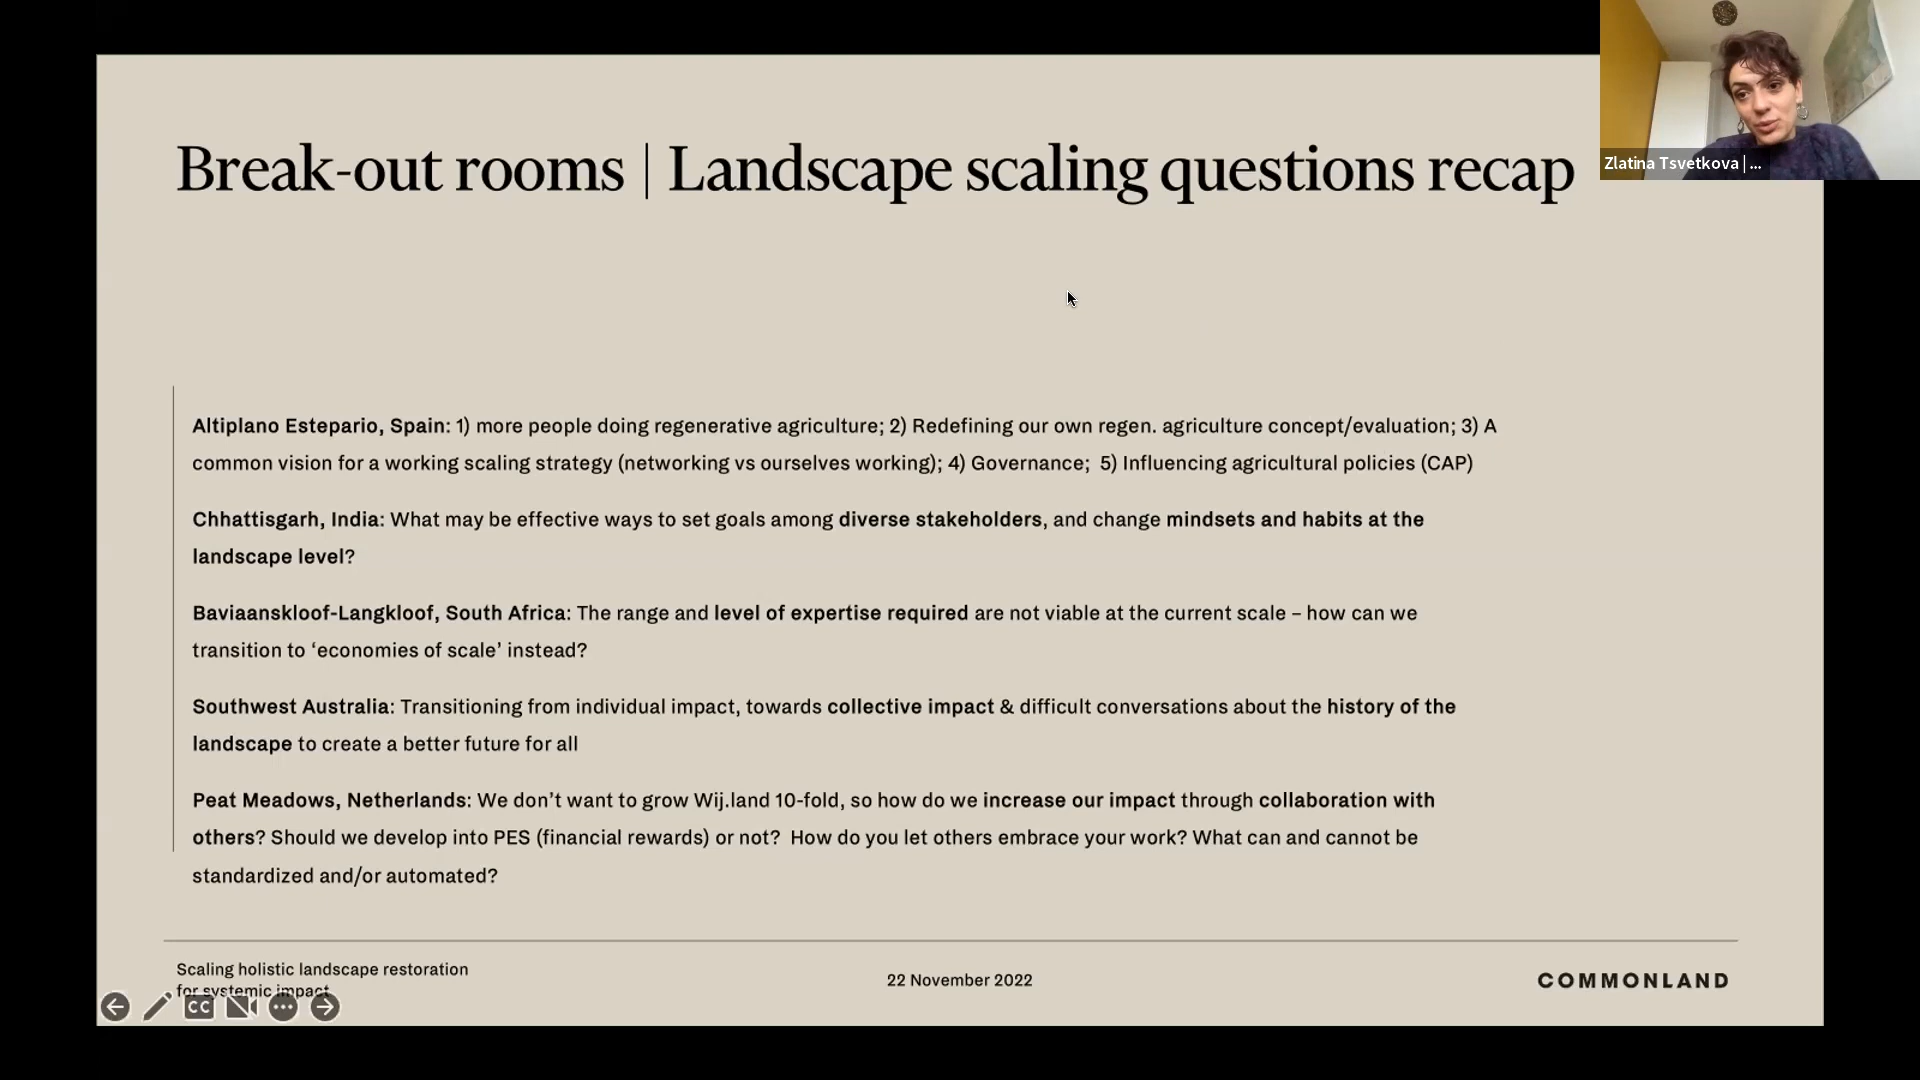 Break-out rooms | Landscape scaling questions recap
Zlatina Tsvetkova | ...
Altiplano Estepario, Spain: 1) more people doing regenerative agriculture; 2) Redefining our own regen. agriculture concept/evaluation; 3) A
common vision for a working scaling strategy (networking vs ourselves working); 4) Governance;  5) Influencing agricultural policies (CAP)
Chhattisgarh, India: What may be effective ways to set goals among diverse stakeholders, and change mindsets and habits at the
landscape level?
Baviaanskloof-Langkloof, South Africa: The range and level of expertise required are not viable at the current scale – how can we
transition to ‘economies of scale’ instead?
Southwest Australia: Transitioning from individual impact, towards collective impact & difficult conversations about the history of the
landscape to create a better future for all
Peat Meadows, Netherlands: We don’t want to grow Wij.land 10-fold, so how do we increase our impact through collaboration with
others? Should we develop into PES (financial rewards) or not?  How do you let others embrace your work? What can and cannot be
standardized and/or automated?
Scaling holistic landscape restoration
for systemic impact
22 November 2022
COMMONLAND
CC